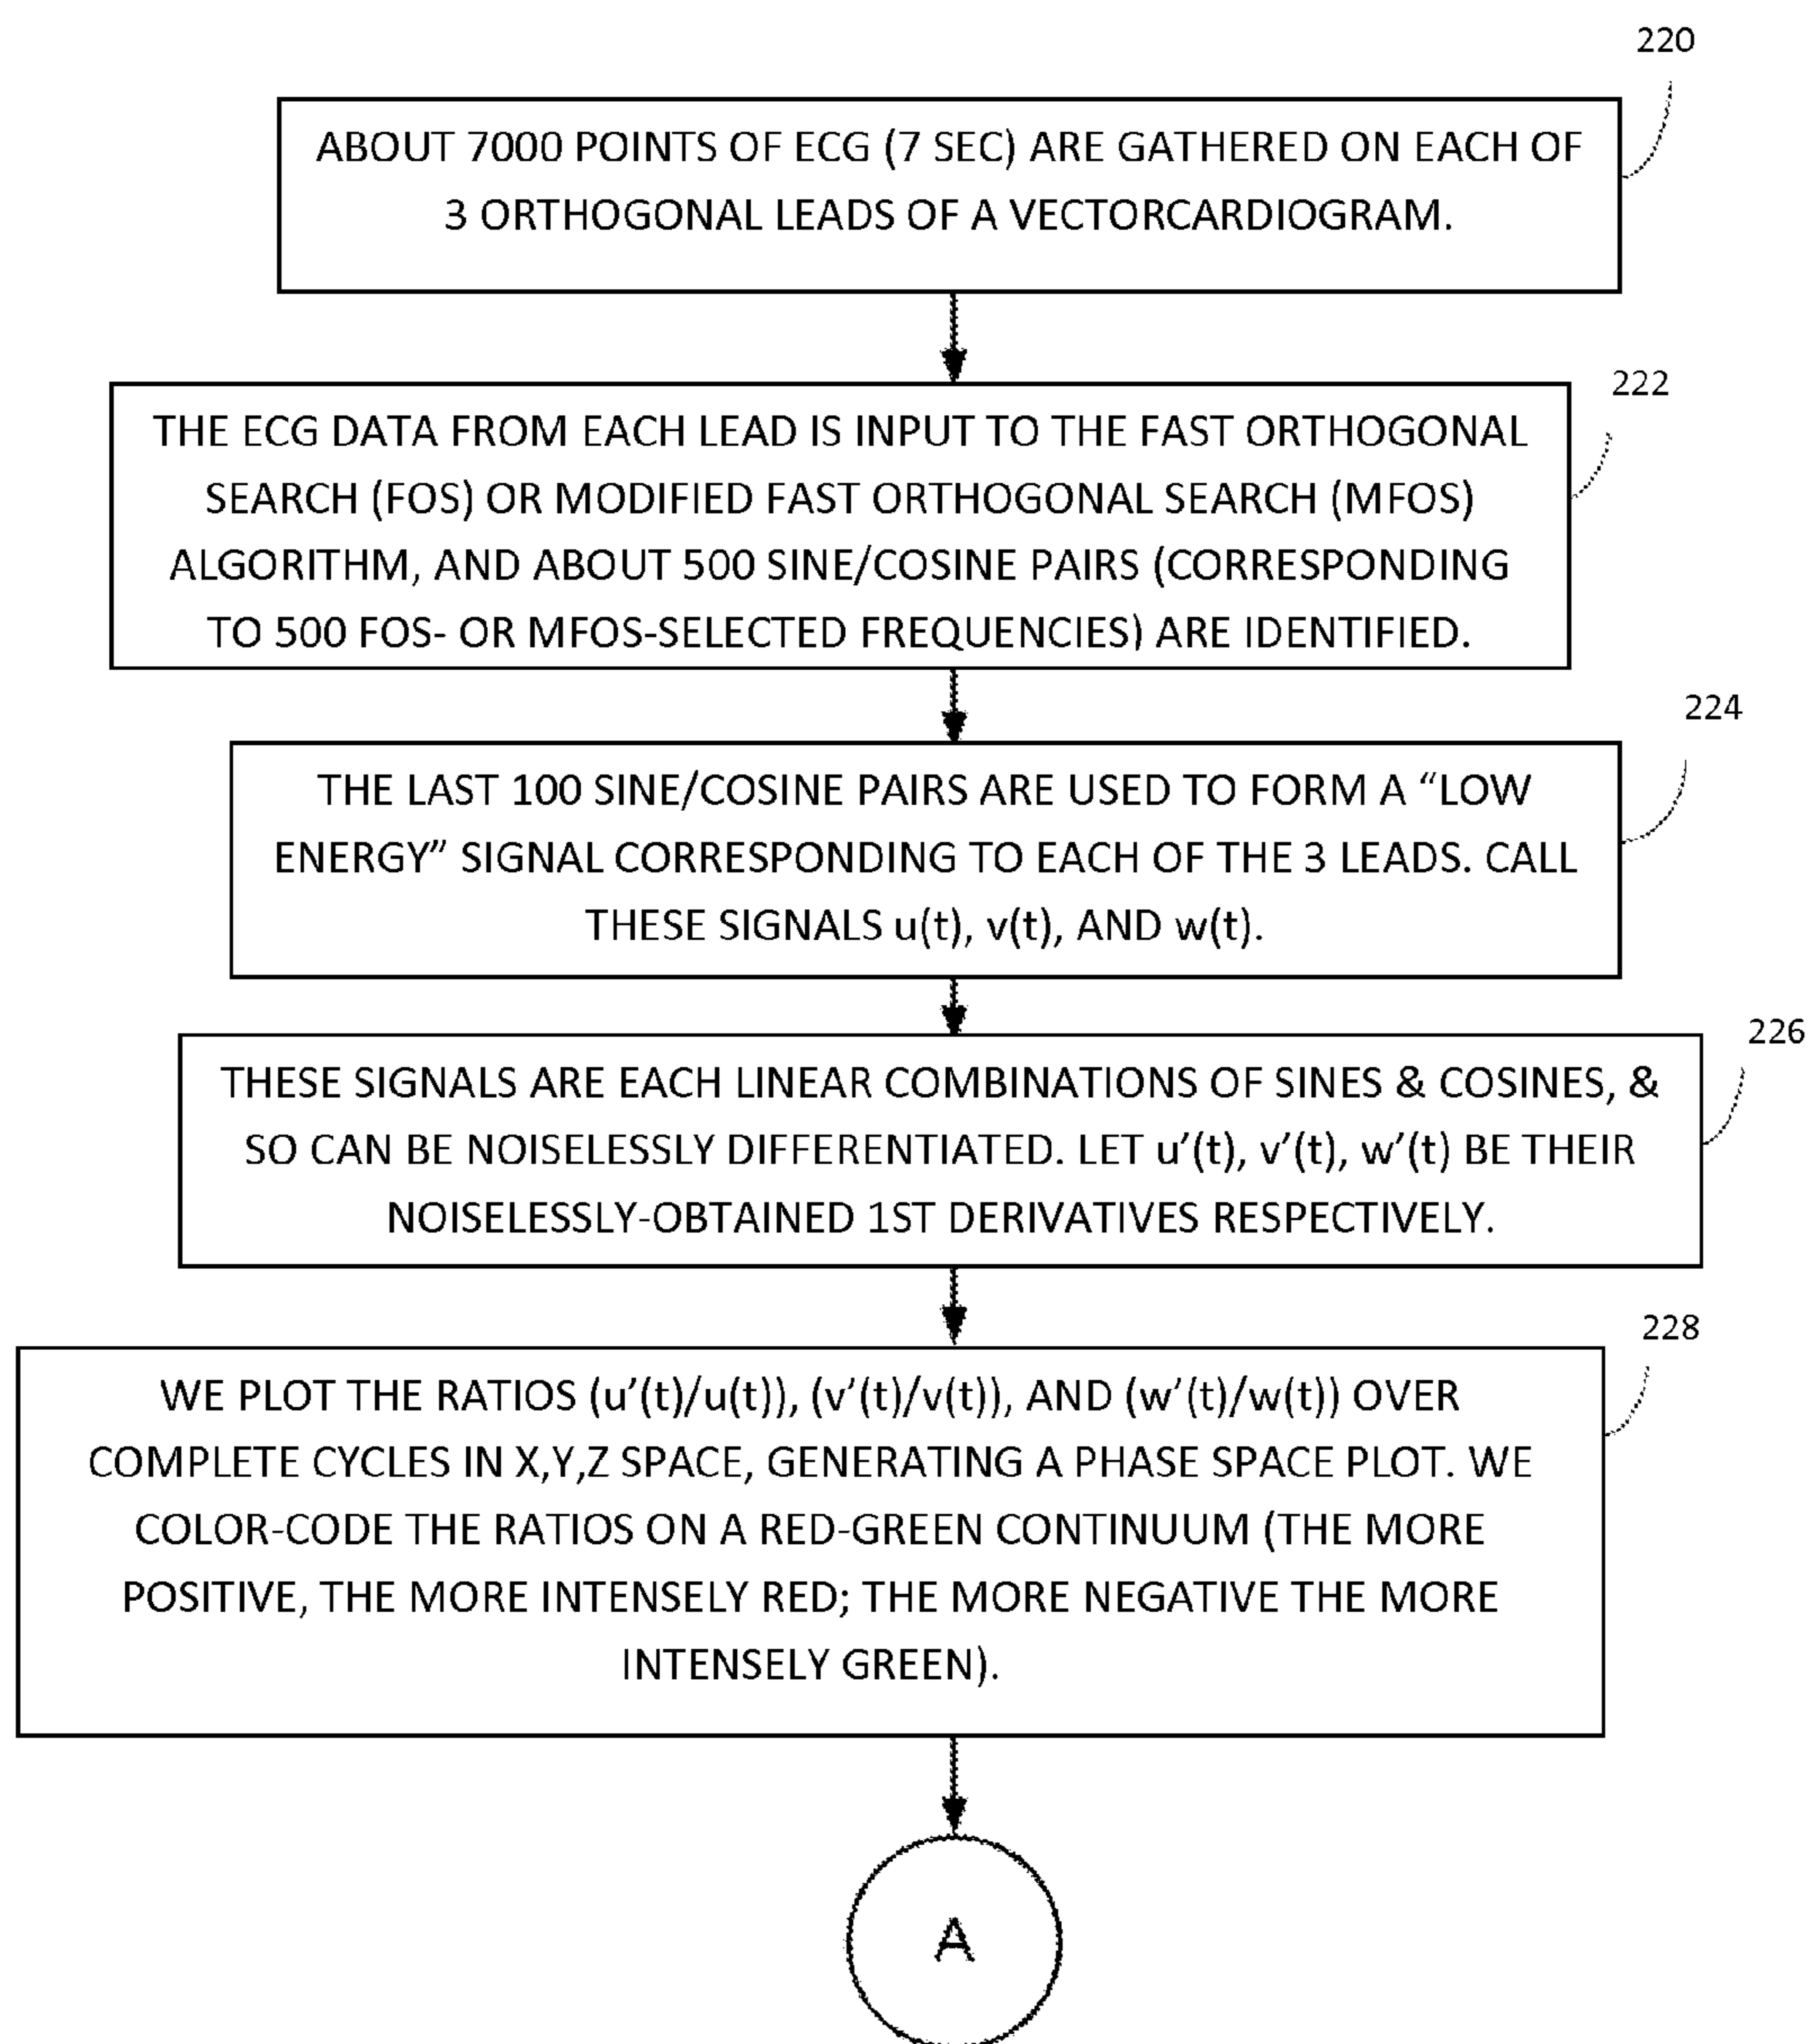 220
ABOUT 7000 POINTS OF ECG (7 SEC) ARE GATHERED ON EACH OF
3 ORTHOGONAL LEADS OF A VECTORCARDIOGRAM.
222
THE ECG DATA FROM EACH LEAD IS INPUT TO THE FAST ORTHOGONAL
SEARCH (FOS) OR MODIFIED FAST ORTHOGONAL SEARCH (MFOS)
ALGORITHM, AND ABOUT 500 SINE/COSINE PAIRS (CORRESPONDING
TO 500 FOS- OR MFOS-SELECTED FREQUENCIES) ARE IDENTIFIED.
224
THE LAST 100 SINE/COSINE PAIRS ARE USED TO FORM A “LOW
ENERGY” SIGNAL CORRESPONDING TO EACH OF THE 3 LEADS. CALL
THESE SIGNALS u(t), v(t), AND w(t).
226
THESE SIGNALS ARE EACH LINEAR COMBINATIONS OF SINES & COSINES, &
SO CAN BE NOISELESSLY DIFFERENTIATED. LET u’(t), v’(t), w’(t) BE THEIR
NOISELESSLY-OBTAINED 1ST DERIVATIVES RESPECTIVELY.
228
WE PLOT THE RATIOS (u’(t)/u(t)), (v’(t)/v(t)), AND (w’(t)/w(t)) OVER
COMPLETE CYCLES IN X,Y,Z SPACE, GENERATING A PHASE SPACE PLOT. WE
COLOR-CODE THE RATIOS ON A RED-GREEN CONTINUUM (THE MORE
POSITIVE, THE MORE INTENSELY RED; THE MORE NEGATIVE THE MORE
INTENSELY GREEN).
A